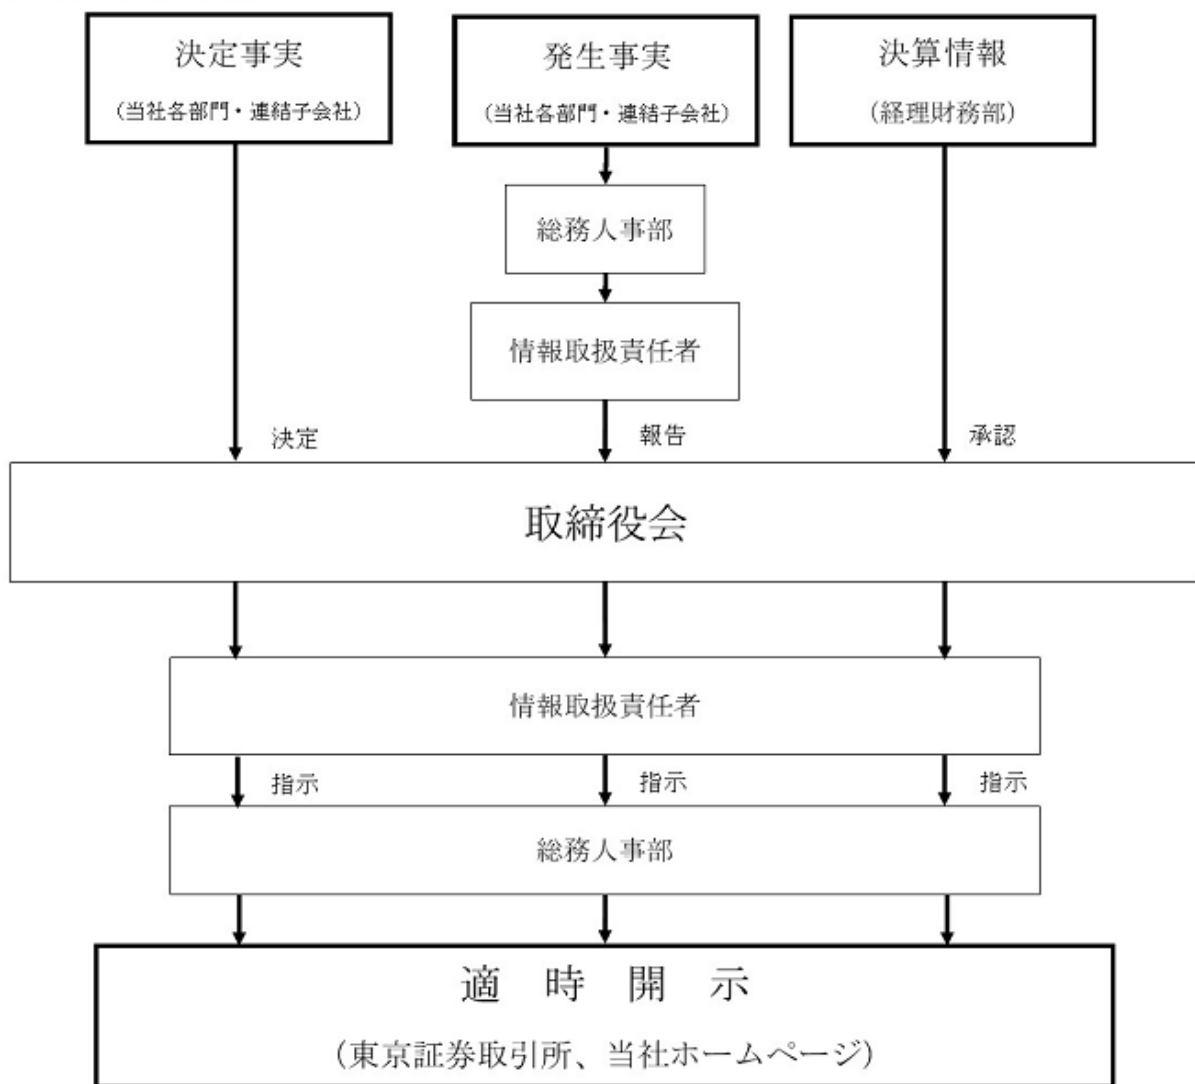 決定事実
（当社各部門・連結子会社）
発生事実
（当社各部門・連結子会社）
決算情報
（経理財務部）
総務人事部
情報取扱責任者
決定
報告
承認
取締役会
情報取扱責任者
指示
指示
指示
総務人事部
適時開示
（東京証券取引所、当社ホームページ）